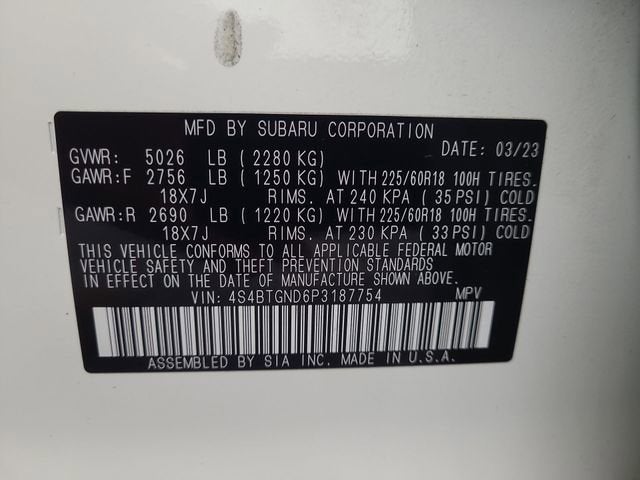 MFD BY SUBARU CORPORATION
DATE: 03/23
GVWR: 5026 LB ( 2280 KG)
GAWR:F 2756 LB ( 1250 KG) WITH 225/60R18 100H TIRES.
18X7J RIMS. AT 240 KPA ( 35 PSI) COLD
GAWR:R 2690 LB ( 1220 KG) WITH 225/60R18 100H TIRES.
18X7J RIMS. AT 230 KPA ( 33 PSI) COLD
THIS VEHICLE CONFORMS TO ALL APPLICABLE FEDERAL MOTOR
VEHICLE SAFETY AND THEFT PREVENTION STANDARDS
IN EFFECT ON THE DATE OF MANUFACTURE SHOWN ABOVE.
VIN: 4S4BTGND6P3187754 MPV
ASSEMBLED BY SIA INC. MADE IN U.S.A.